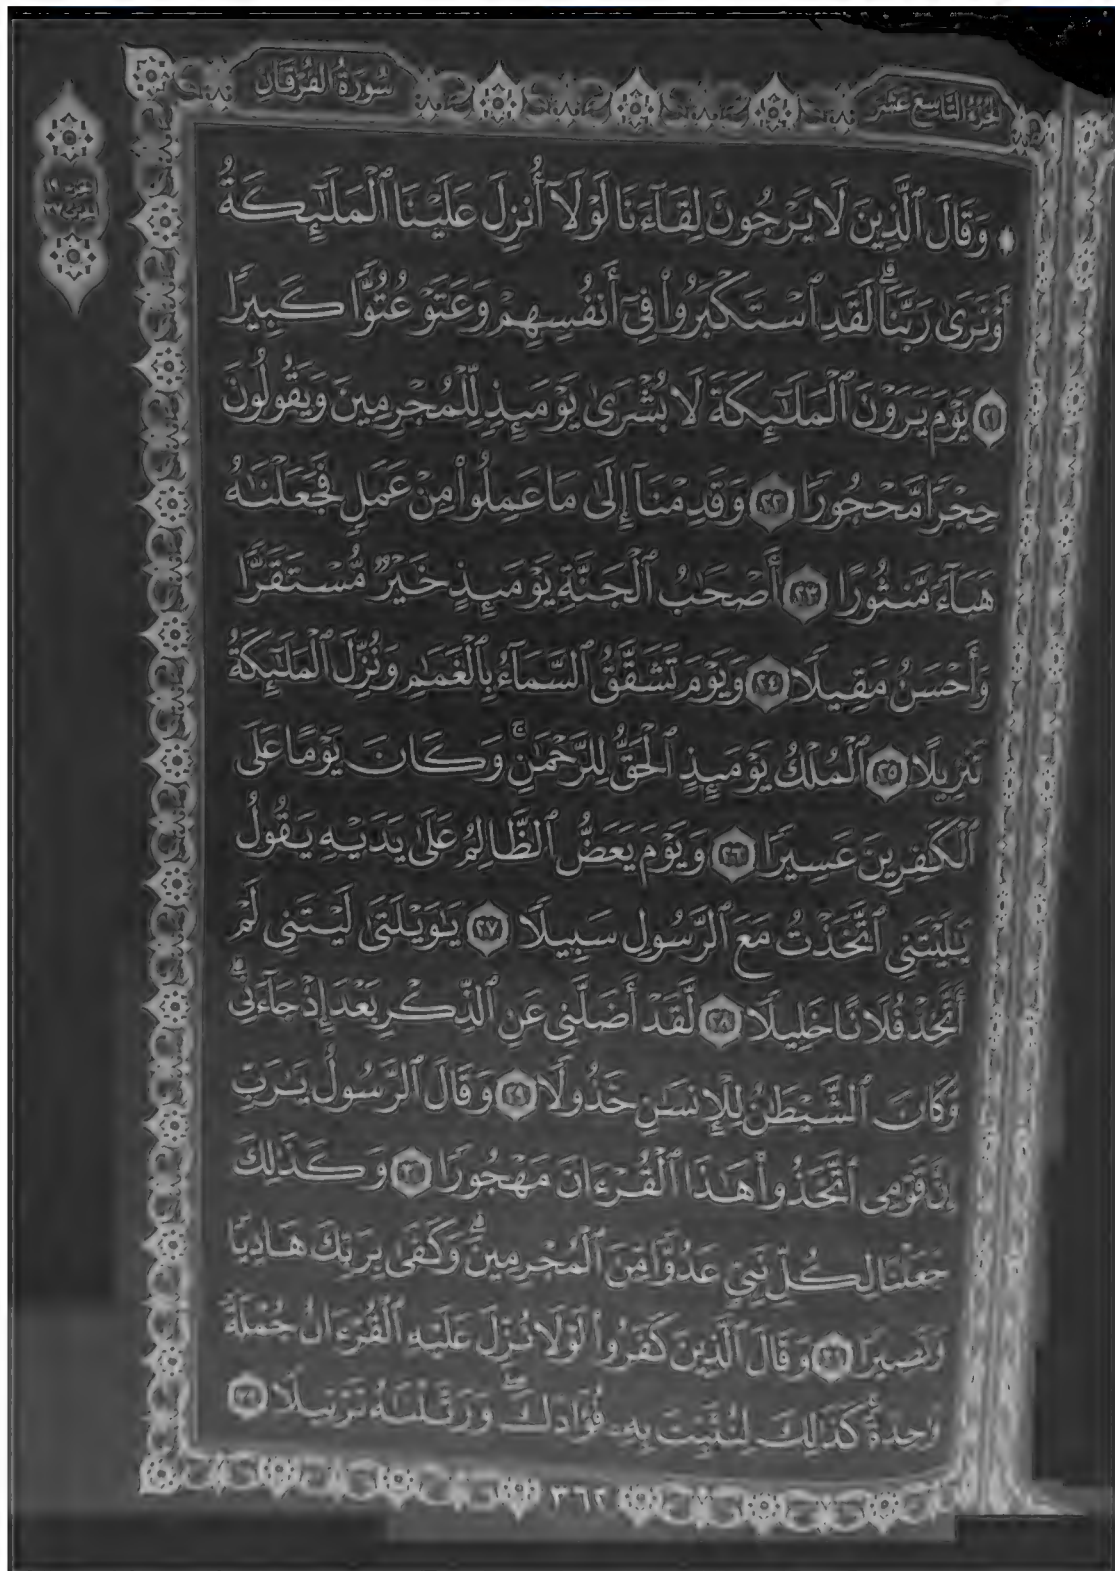 الجزء التاسع عشر
سُورَةُ الفُرْقَانِ
وَقَالَ ٱلَّذِينَ لَا يَرْجُونَ لِقَآءَنَا لَوْلَآ أُنزِلَ عَلَيْنَا ٱلْمَلَٰٓئِكَةُ
أَوْ نَرَىٰ رَبَّنَاۗ لَقَدِ ٱسْتَكْبَرُوا۟ فِىٓ أَنفُسِهِمْ وَعَتَوْ عُتُوًّا كَبِيرًا
٢١ يَوْمَ يَرَوْنَ ٱلْمَلَٰٓئِكَةَ لَا بُشْرَىٰ يَوْمَئِذٍ لِّلْمُجْرِمِينَ وَيَقُولُونَ
حِجْرًا مَّحْجُورًا ٢٢ وَقَدِمْنَآ إِلَىٰ مَا عَمِلُوا۟ مِنْ عَمَلٍ فَجَعَلْنَٰهُ
هَبَآءً مَّنثُورًا ٢٣ أَصْحَٰبُ ٱلْجَنَّةِ يَوْمَئِذٍ خَيْرٌ مُّسْتَقَرًّا
وَأَحْسَنُ مَقِيلًا ٢٤ وَيَوْمَ تَشَقَّقُ ٱلسَّمَآءُ بِٱلْغَمَٰمِ وَنُزِّلَ ٱلْمَلَٰٓئِكَةُ
تَنزِيلًا ٢٥ ٱلْمُلْكُ يَوْمَئِذٍ ٱلْحَقُّ لِلرَّحْمَٰنِۚ وَكَانَ يَوْمًا عَلَى
ٱلْكَٰفِرِينَ عَسِيرًا ٢٦ وَيَوْمَ يَعَضُّ ٱلظَّالِمُ عَلَىٰ يَدَيْهِ يَقُولُ
يَٰلَيْتَنِى ٱتَّخَذْتُ مَعَ ٱلرَّسُولِ سَبِيلًا ٢٧ يَٰوَيْلَتَىٰ لَيْتَنِى لَمْ
أَتَّخِذْ فُلَانًا خَلِيلًا ٢٨ لَّقَدْ أَضَلَّنِى عَنِ ٱلذِّكْرِ بَعْدَ إِذْ جَآءَنِىۗ
وَكَانَ ٱلشَّيْطَٰنُ لِلْإِنسَٰنِ خَذُولًا ٢٩ وَقَالَ ٱلرَّسُولُ يَٰرَبِّ
إِنَّ قَوْمِى ٱتَّخَذُوا۟ هَٰذَا ٱلْقُرْءَانَ مَهْجُورًا ٣٠ وَكَذَٰلِكَ
جَعَلْنَا لِكُلِّ نَبِىٍّ عَدُوًّا مِّنَ ٱلْمُجْرِمِينَۗ وَكَفَىٰ بِرَبِّكَ هَادِيًا
وَنَصِيرًا ٣١ وَقَالَ ٱلَّذِينَ كَفَرُوا۟ لَوْلَا نُزِّلَ عَلَيْهِ ٱلْقُرْءَانُ جُمْلَةً
وَٰحِدَةًۚ كَذَٰلِكَ لِنُثَبِّتَ بِهِۦ فُؤَادَكَۖ وَرَتَّلْنَٰهُ تَرْتِيلًا ٣٢
٣٦٢